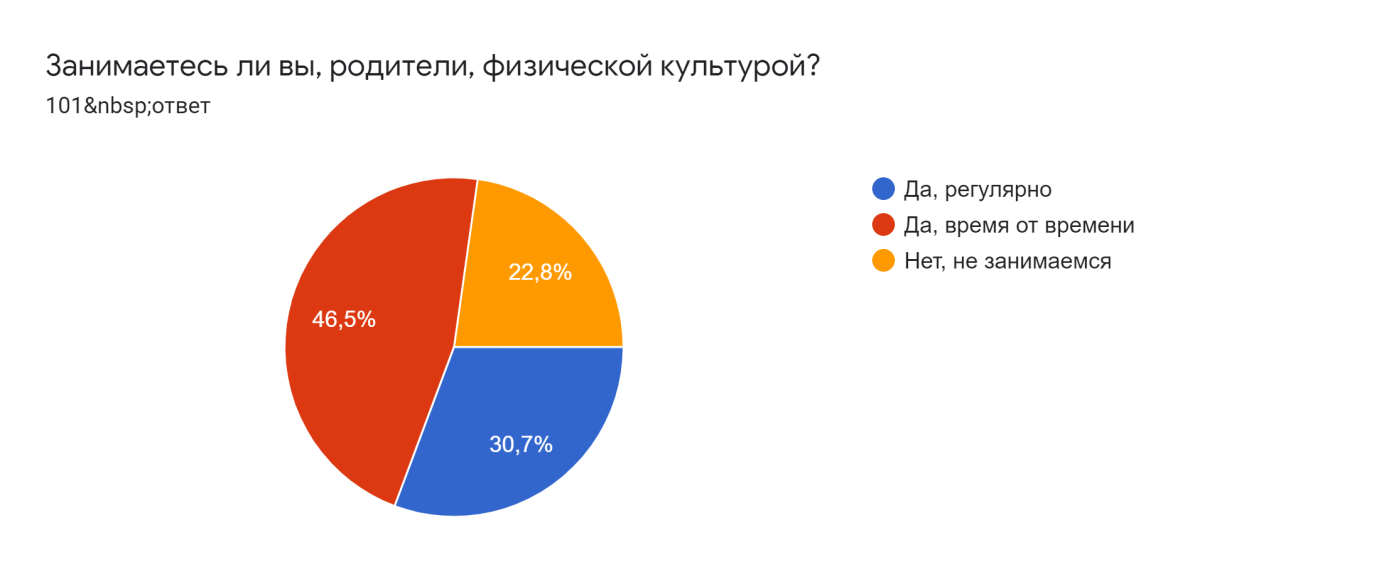 Занимаетесь ли вы, родители, физической культурой?
101&nbsp;ответ
Да, регулярно
Да, время от времени
Нет, не занимаемся
22,8%
46,5%
30,7%